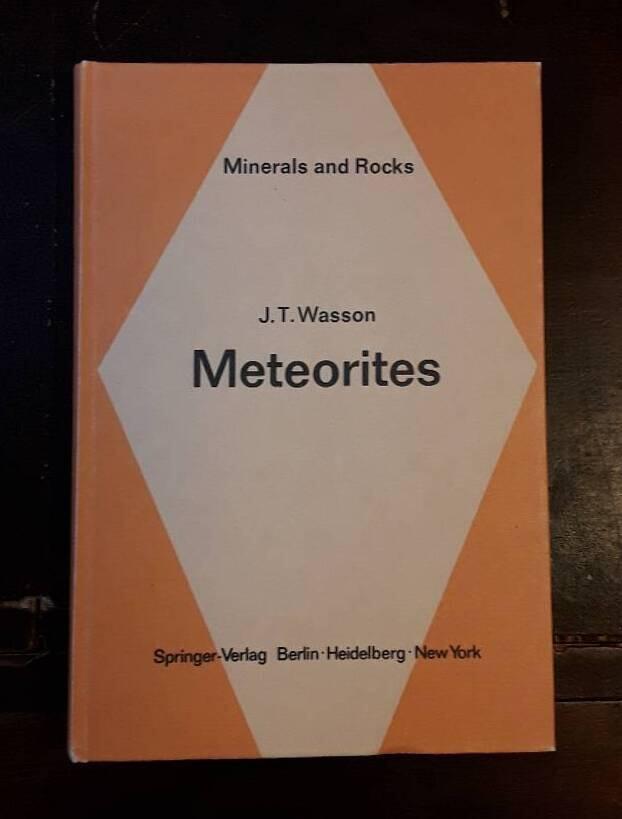 Minerals and Rocks
J.T. Wasson
Meteorites
Springer-Verlag Berlin · Heidelberg · New York